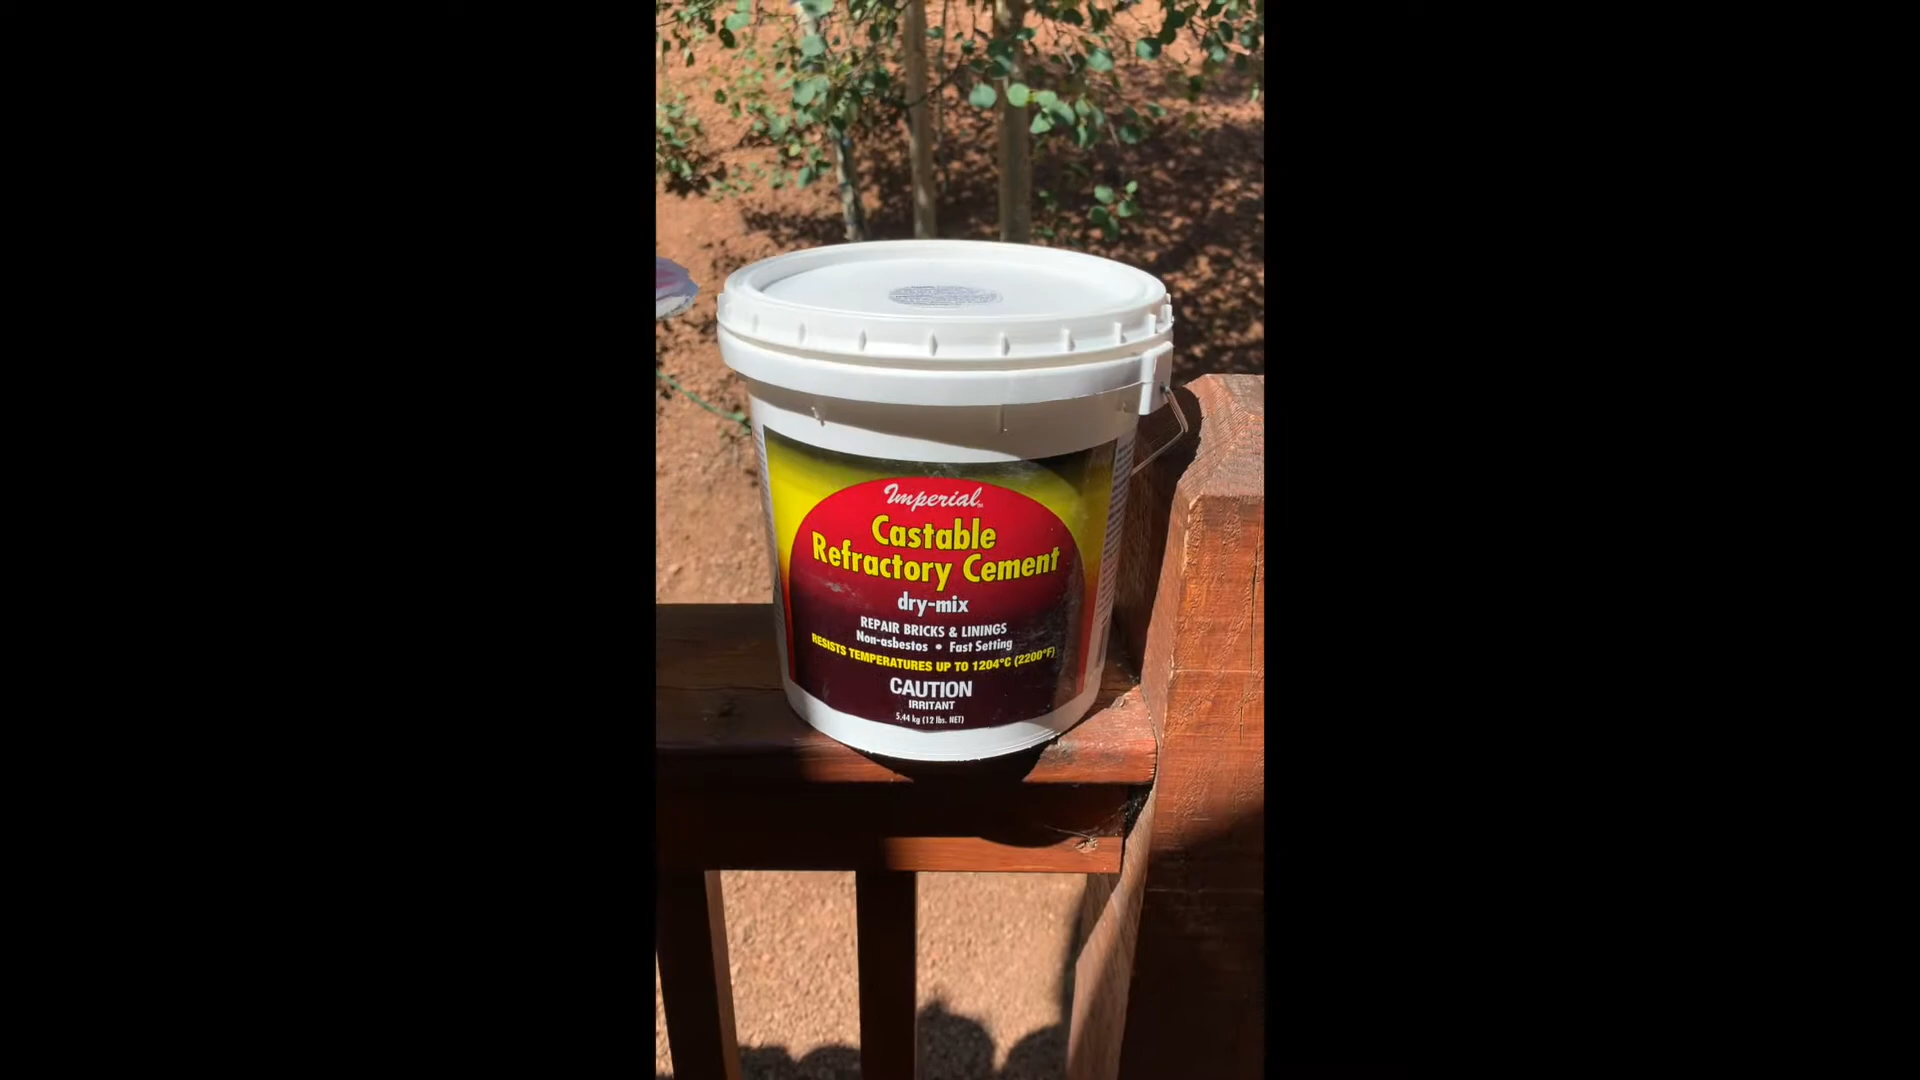 Imperial
Castable
Refractory Cement
dry-mix
REPAIR BRICKS & LININGS
Non-asbestos • Fast Setting
RESISTS TEMPERATURES UP TO 1204°C (2200°F)
CAUTION
IRRITANT
5.44 kg (12 lbs. NET)